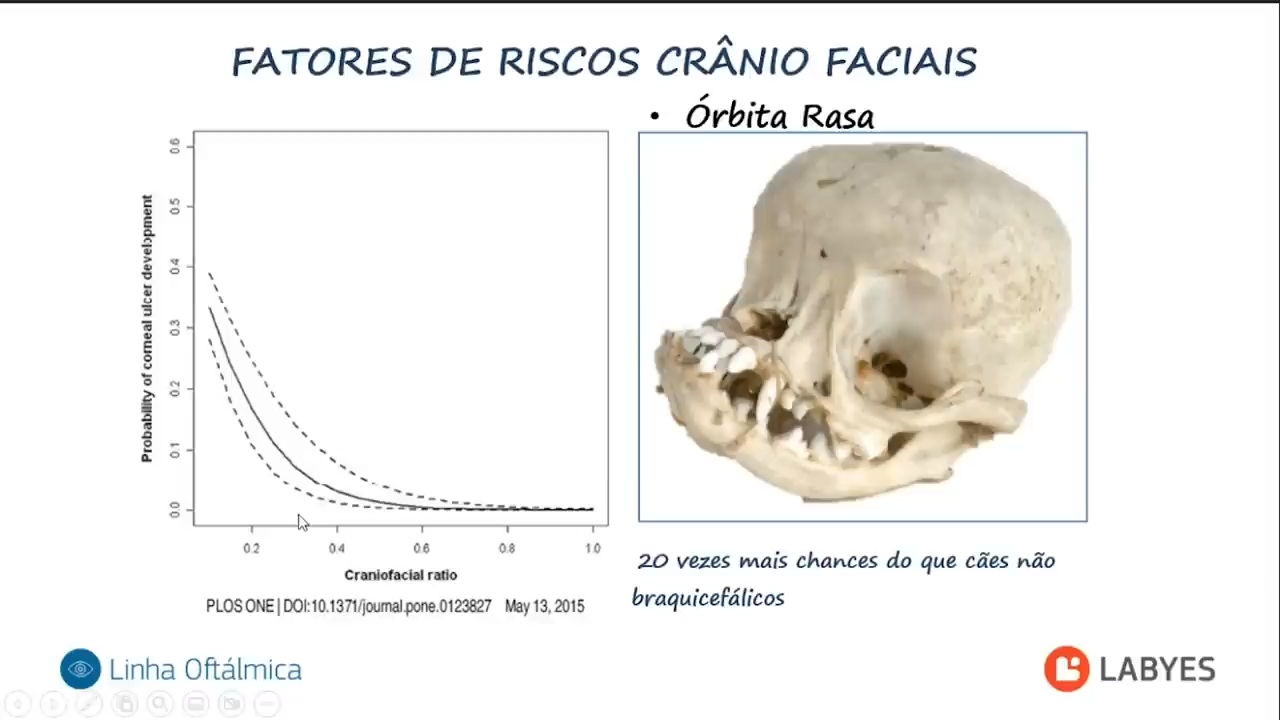 FATORES DE RISCOS CRÂNIO FACIAIS
• Órbita Rasa
Probability of corneal ulcer development
0.6
0.5
0.4
0.3
0.2
0.1
0.0
0.2 0.4 0.6 0.8 1.0
Craniofacial ratio
PLOS ONE | DOI:10.1371/journal.pone.0123827 May 13, 2015
20 vezes mais chances do que cães não
braquicefálicos
Linha Oftálmica
LABYES